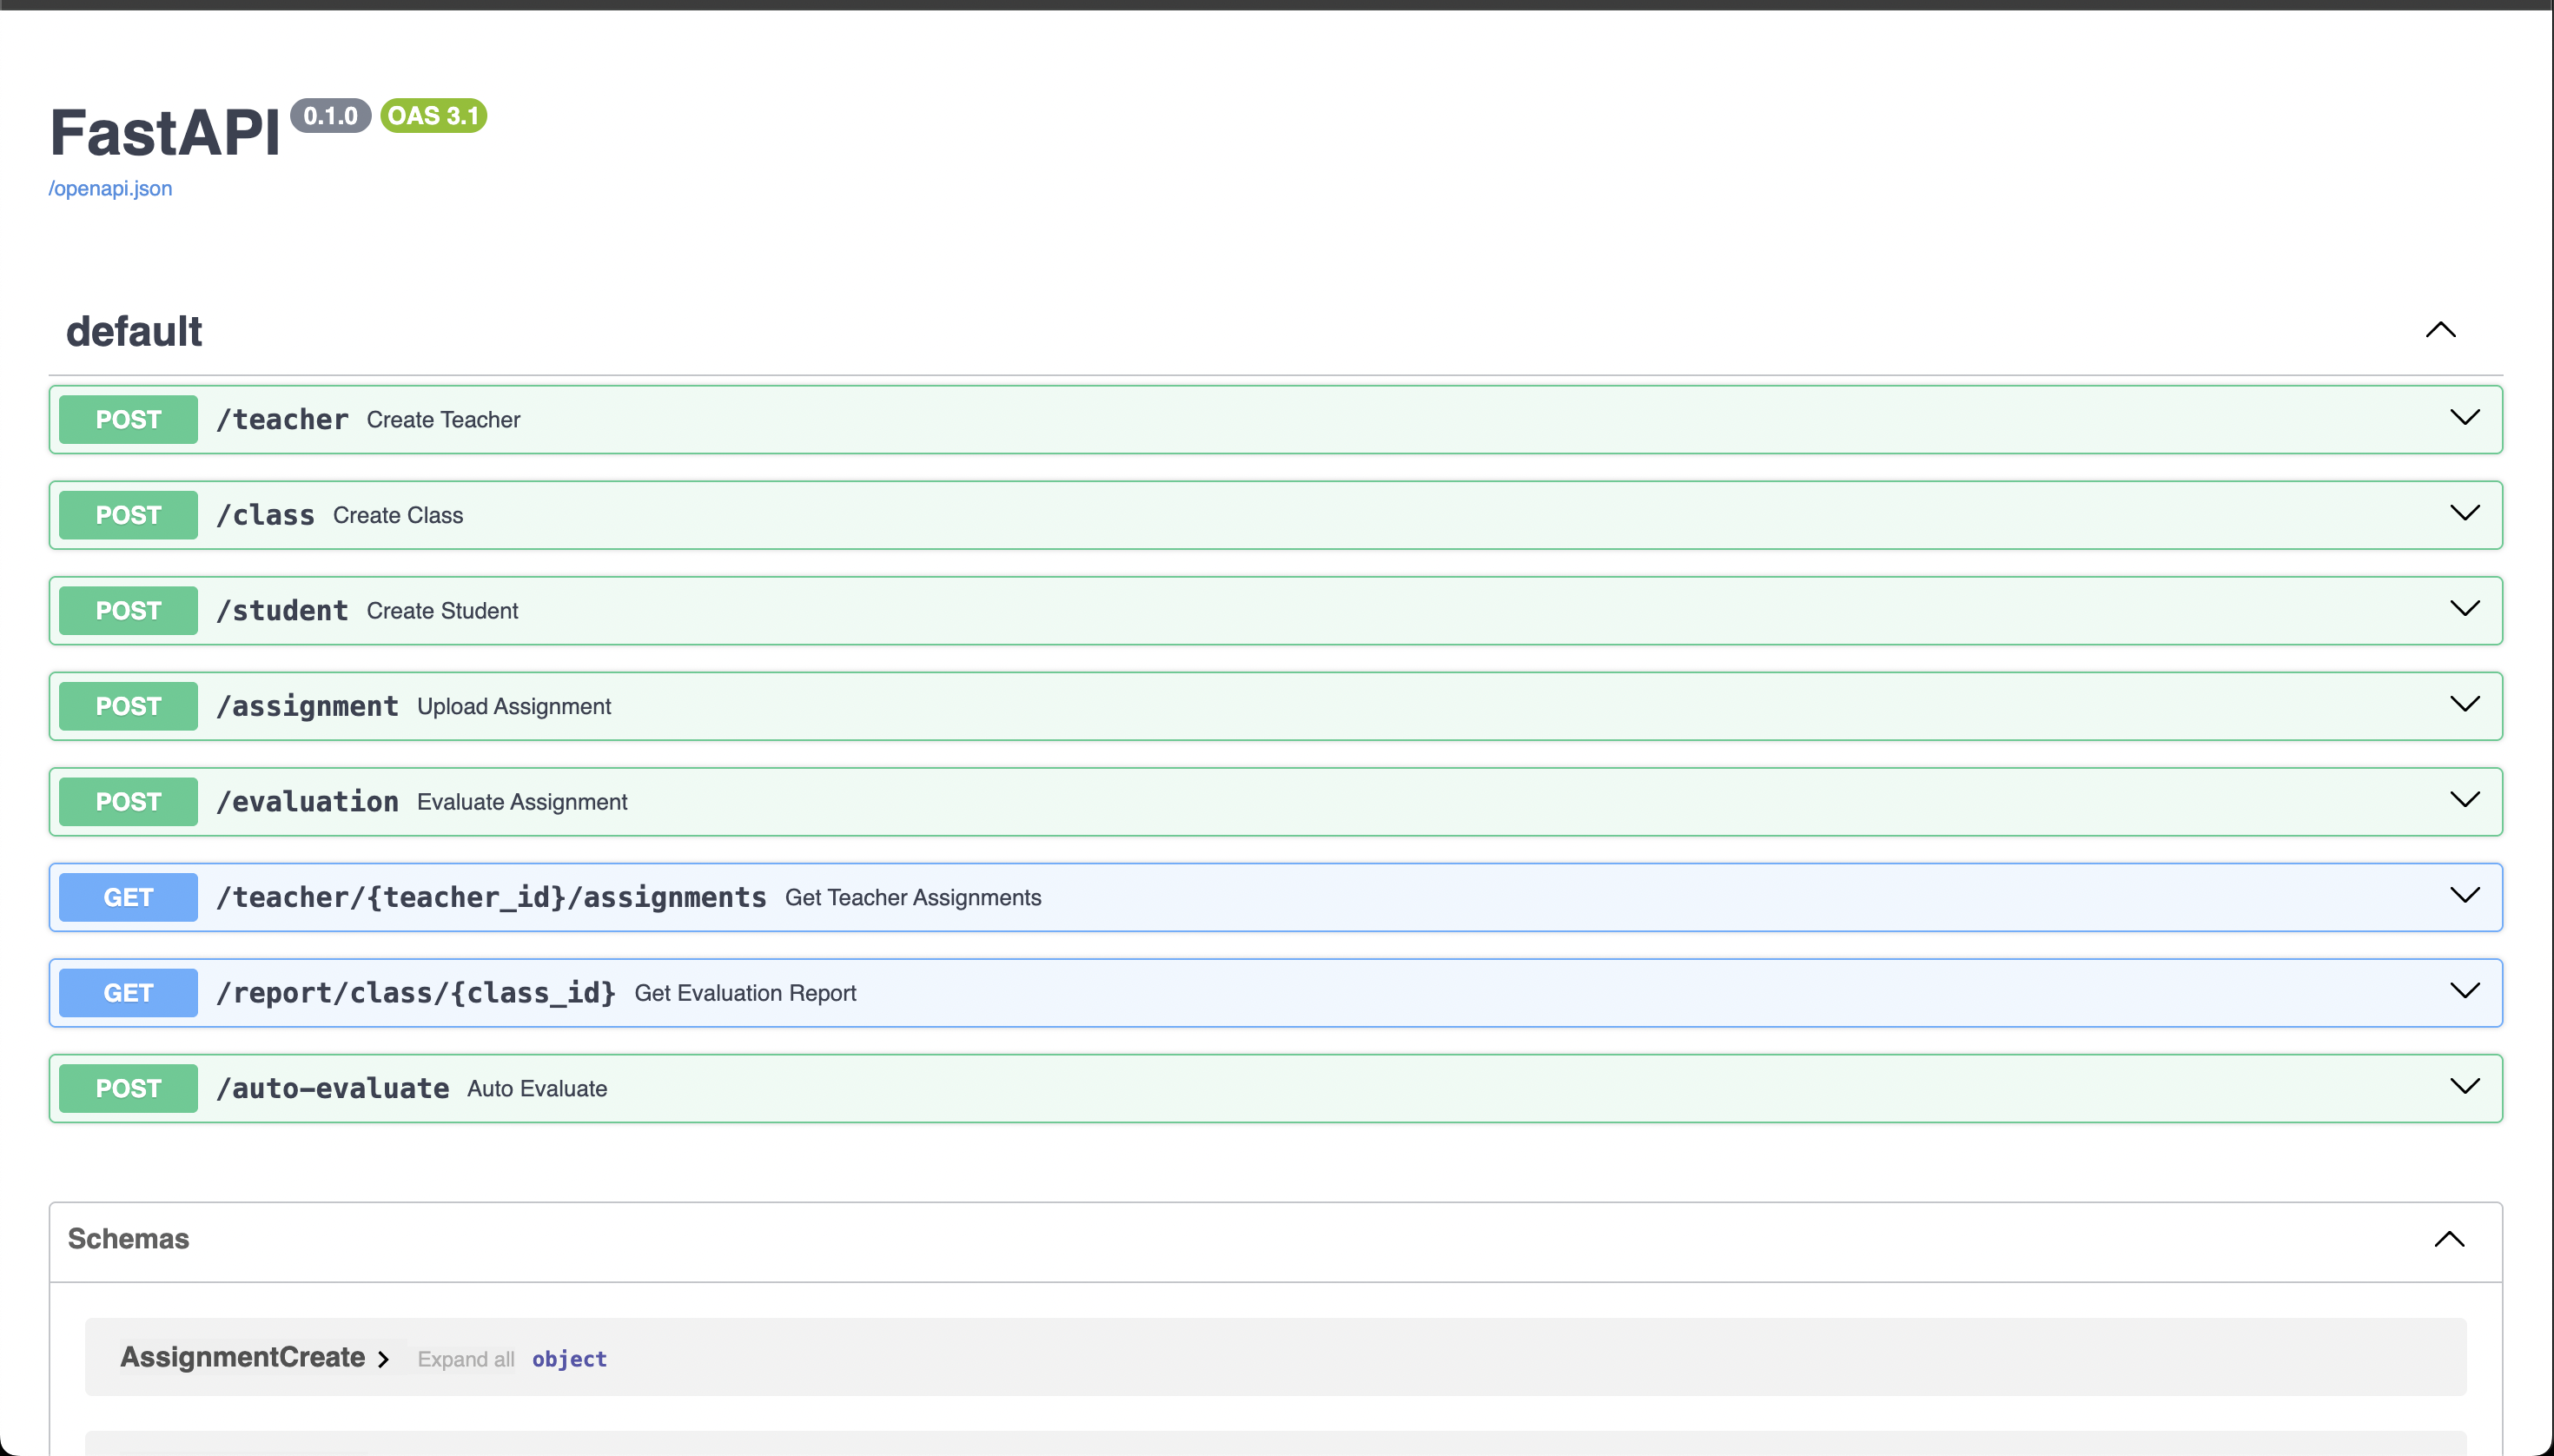 FastAPI 0.1.0 OAS 3.1
/openapi.json
default
POST /teacher Create Teacher
POST /class Create Class
POST /student Create Student
POST /assignment Upload Assignment
POST /evaluation Evaluate Assignment
GET /teacher/{teacher_id}/assignments Get Teacher Assignments
GET /report/class/{class_id} Get Evaluation Report
POST /auto-evaluate Auto Evaluate
Schemas
AssignmentCreate Expand all object